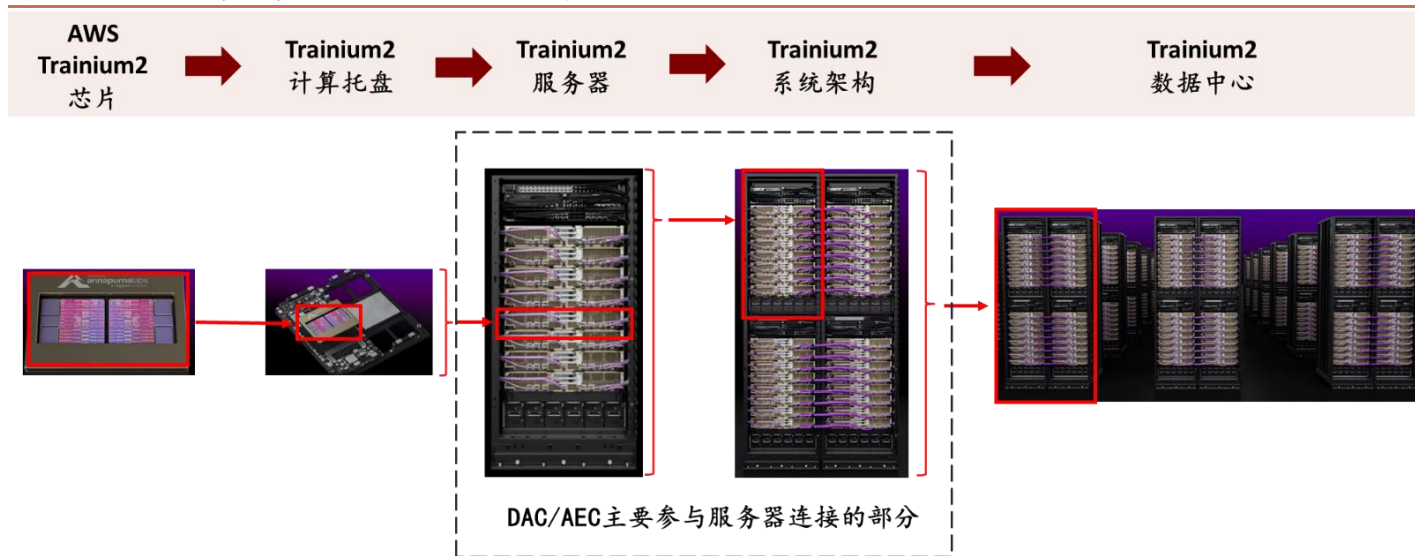 AWS
Trainium2
芯片
Trainium2
计算托盘
Trainium2
服务器
Trainium2
系统架构
Trainium2
数据中心
annapurnalabs
DAC/AEC主要参与服务器连接的部分